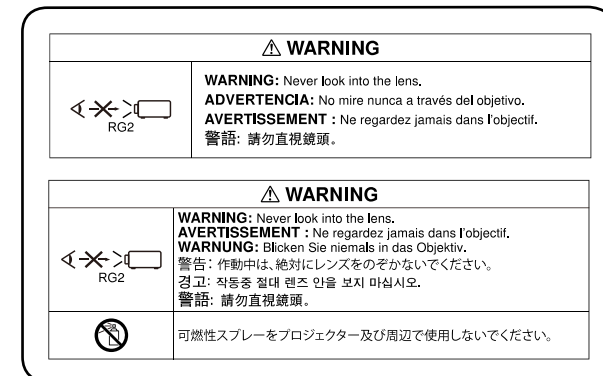 ⚠ WARNING
WARNING: Never look into the lens.
ADVERTENCIA: No mire nunca a través del objetivo.
AVERTISSEMENT : Ne regardez jamais dans l'objectif.
警語: 請勿直視鏡頭。
RG2
⚠ WARNING
WARNING: Never look into the lens.
AVERTISSEMENT : Ne regardez jamais dans l'objectif.
WARNUNG: Blicken Sie niemals in das Objektiv.
警告: 作動中は、絶対にレンズをのぞかないでください。
경고: 작동중 절대 렌즈 안을 보지 마십시오.
警語: 請勿直視鏡頭。
RG2
可燃性スプレーをプロジェクター及び周辺で使用しないでください。